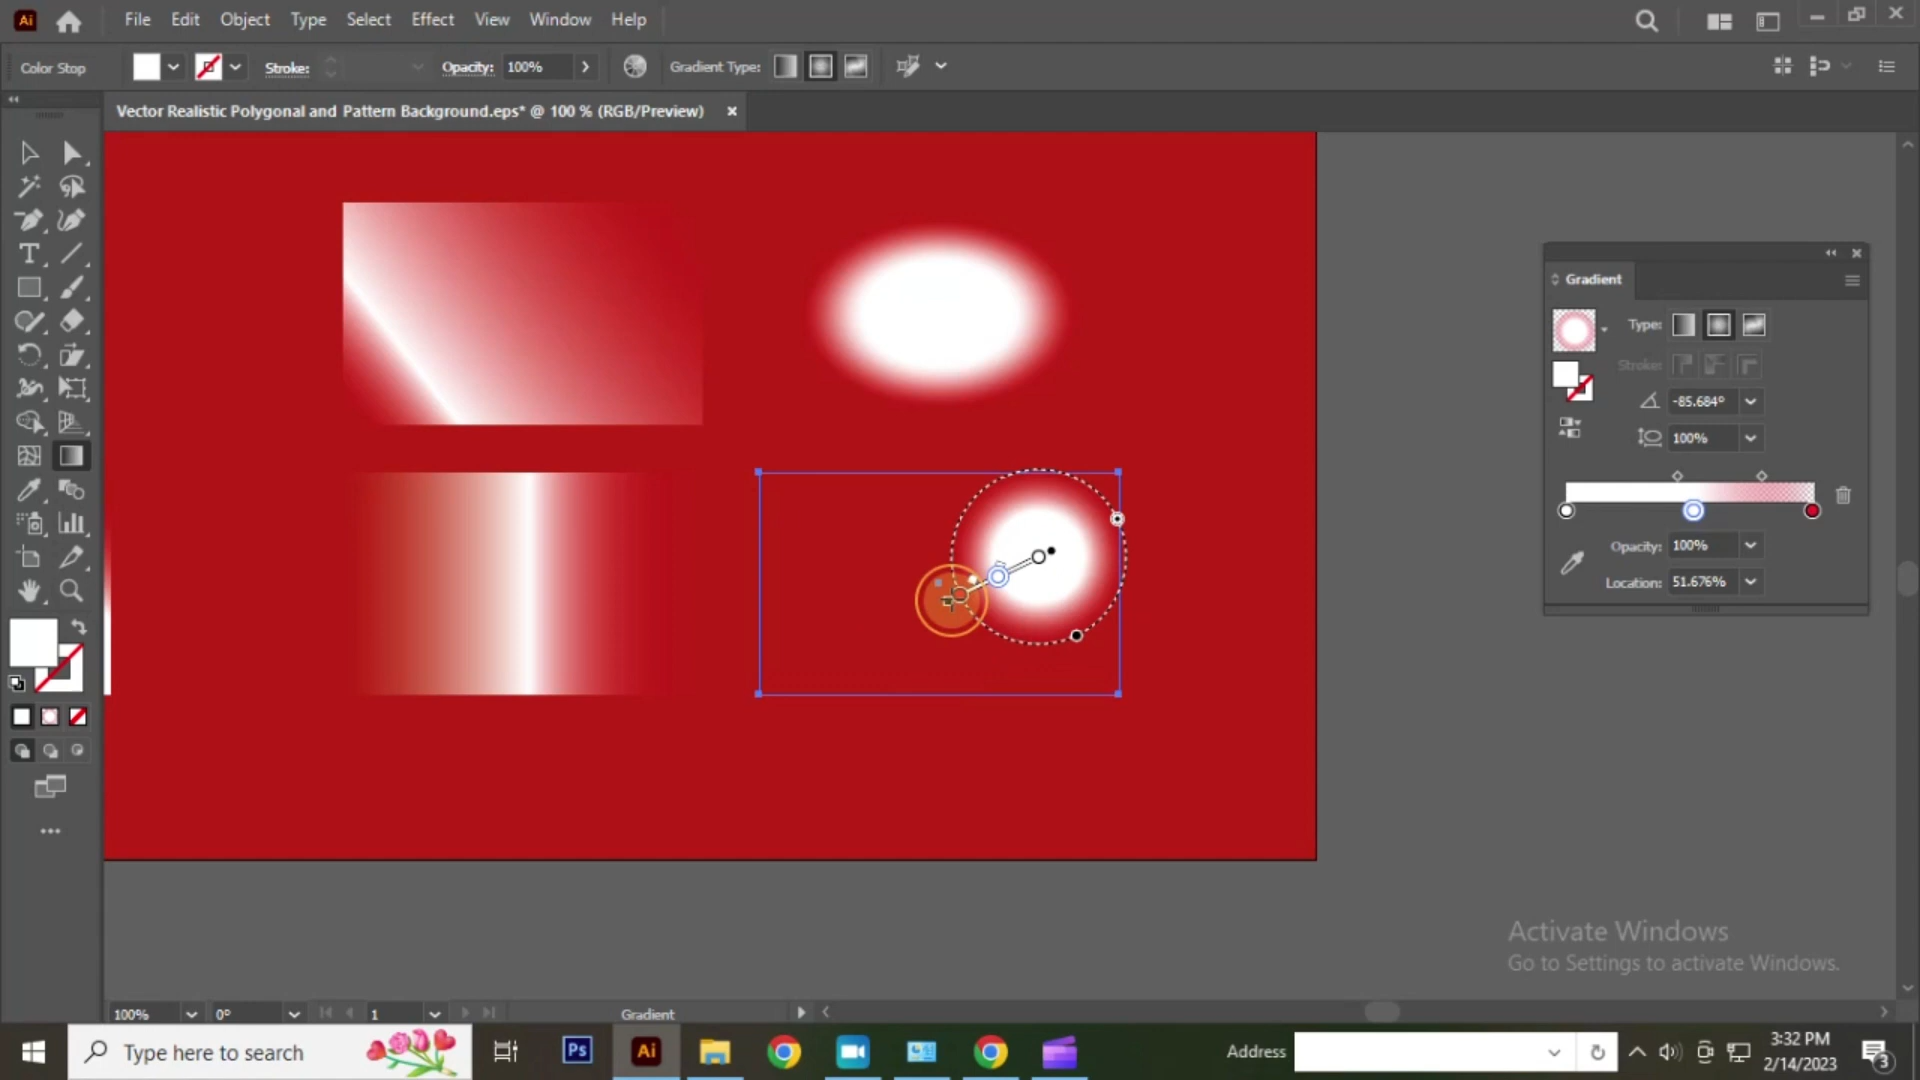 Ai File Edit Object Type Select Effect View Window Help
Color Stop Stroke: Opacity: 100% Gradient Type:
Vector Realistic Polygonal and Pattern Background.eps* @ 100 % (RGB/Preview)
Gradient
Type:
Stroke:
-85.684°
100%
Opacity: 100%
Location: 51.676%
Activate Windows
Go to Settings to activate Windows.
100% 0° 1 Gradient
Type here to search Ps Ai Address 3:32 PM
2/14/2023 3